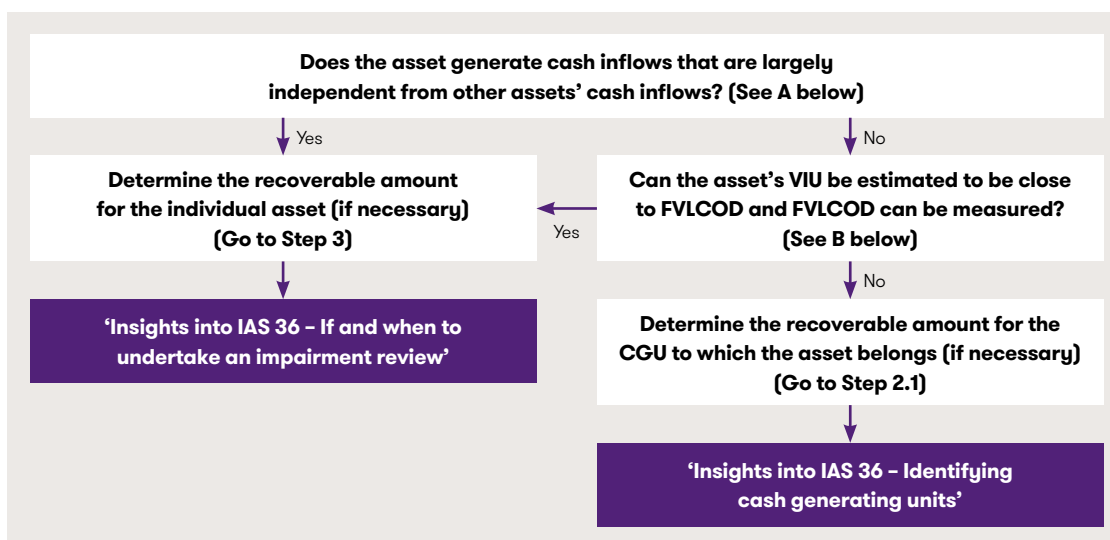 Does the asset generate cash inflows that are largely
independent from other assets’ cash inflows? (See A below)
Yes
No
Determine the recoverable amount
for the individual asset (if necessary)
(Go to Step 3)
Yes
Can the asset’s VIU be estimated to be close
to FVLCOD and FVLCOD can be measured?
(See B below)
No
‘Insights into IAS 36 – If and when to
undertake an impairment review’
Determine the recoverable amount for the
CGU to which the asset belongs (if necessary)
(Go to Step 2.1)
‘Insights into IAS 36 – Identifying
cash generating units’